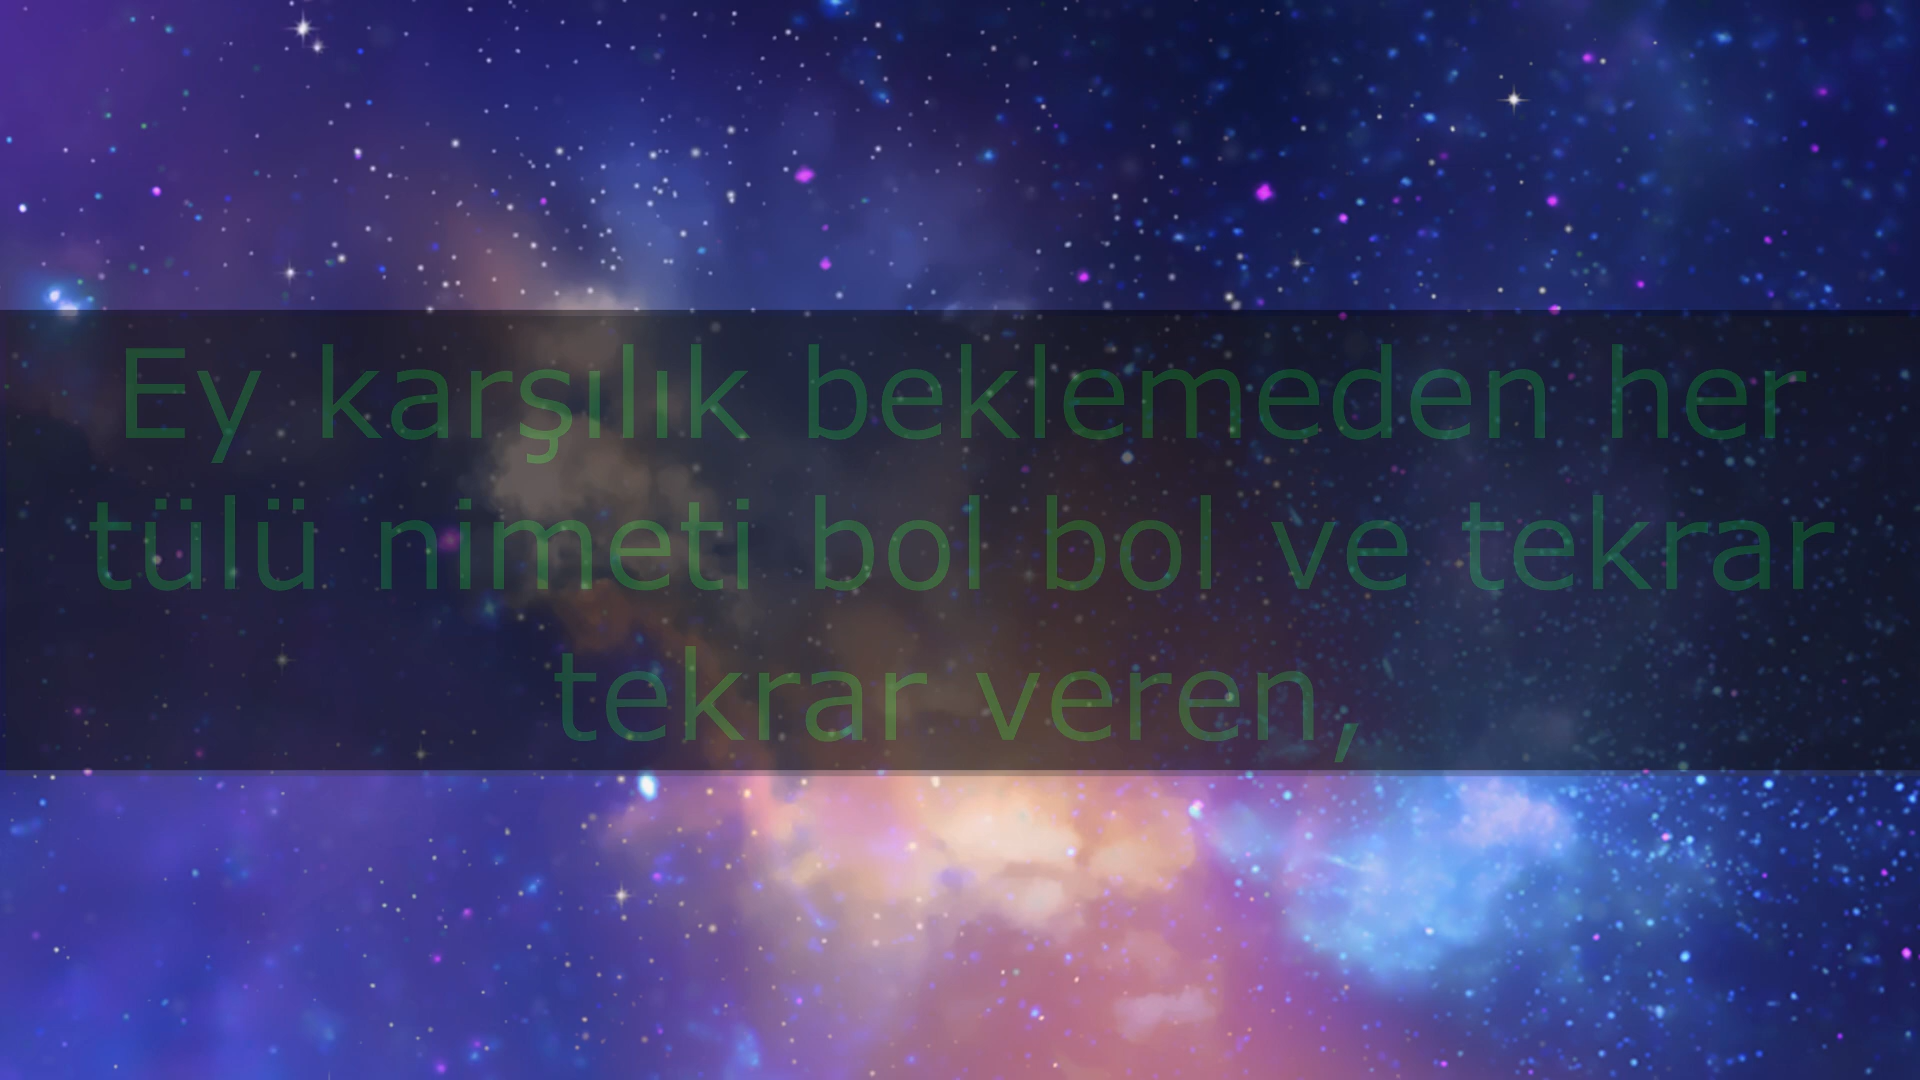 Ey karşılık beklemeden her
tülü nimeti bol bol ve tekrar
tekrar veren,